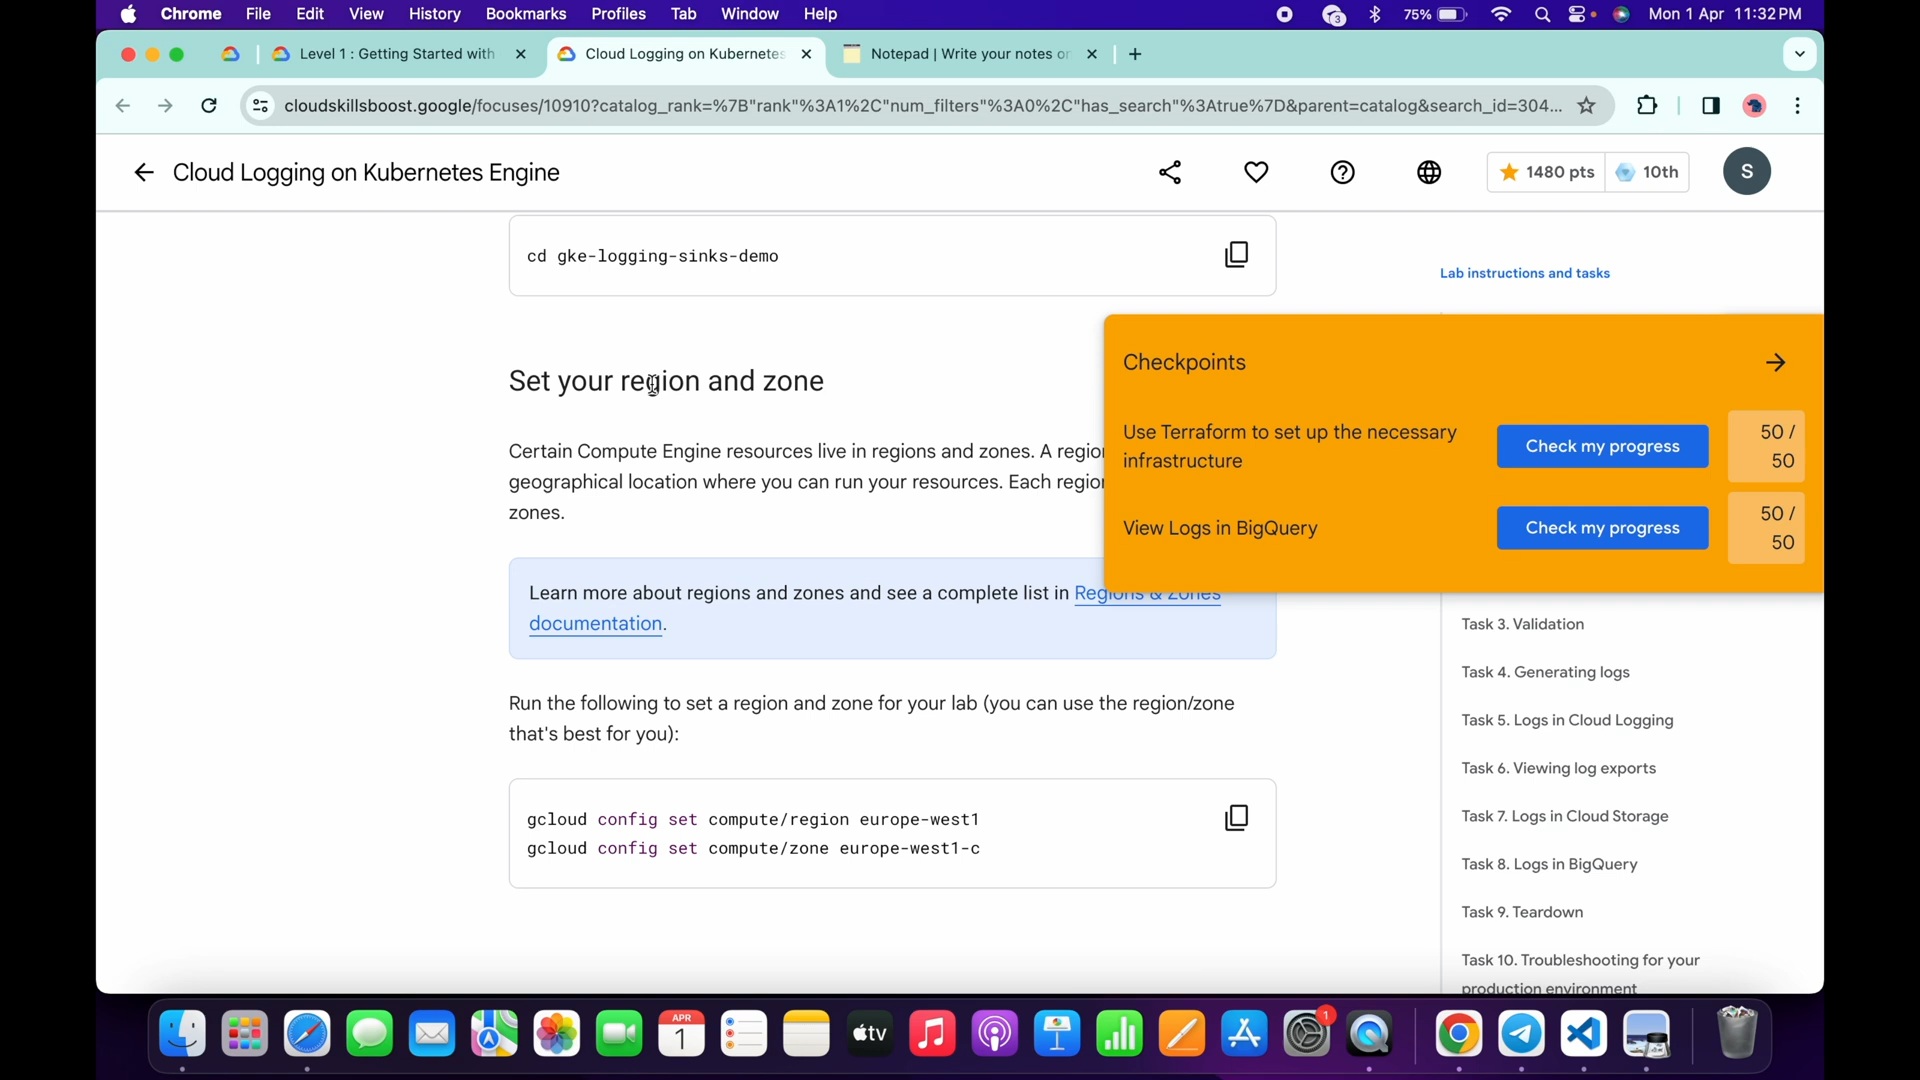 Chrome File Edit View History Bookmarks Profiles Tab Window Help 3 75% Mon 1 Apr 11:32 PM
Level 1 : Getting Started with
Cloud Logging on Kubernetes
Notepad | Write your notes on
cloudskillsboost.google/focuses/10910?catalog_rank=%7B"rank"%3A1%2C"num_filters"%3A0%2C"has_search"%3Atrue%7D&parent=catalog&search_id=304...
Cloud Logging on Kubernetes Engine
1480 pts 10th S
cd gke-logging-sinks-demo
Lab instructions and tasks
Set your region and zone
Certain Compute Engine resources live in regions and zones. A region
geographical location where you can run your resources. Each region
zones.
Learn more about regions and zones and see a complete list in Regions & Zones
documentation.
Run the following to set a region and zone for your lab (you can use the region/zone
that's best for you):
gcloud config set compute/region europe-west1
gcloud config set compute/zone europe-west1-c
Checkpoints
Use Terraform to set up the necessary
infrastructure
Check my progress
50 /
50
View Logs in BigQuery
Check my progress
50 /
50
Task 3. Validation
Task 4. Generating logs
Task 5. Logs in Cloud Logging
Task 6. Viewing log exports
Task 7. Logs in Cloud Storage
Task 8. Logs in BigQuery
Task 9. Teardown
Task 10. Troubleshooting for your
production environment
APR
1
tv
1